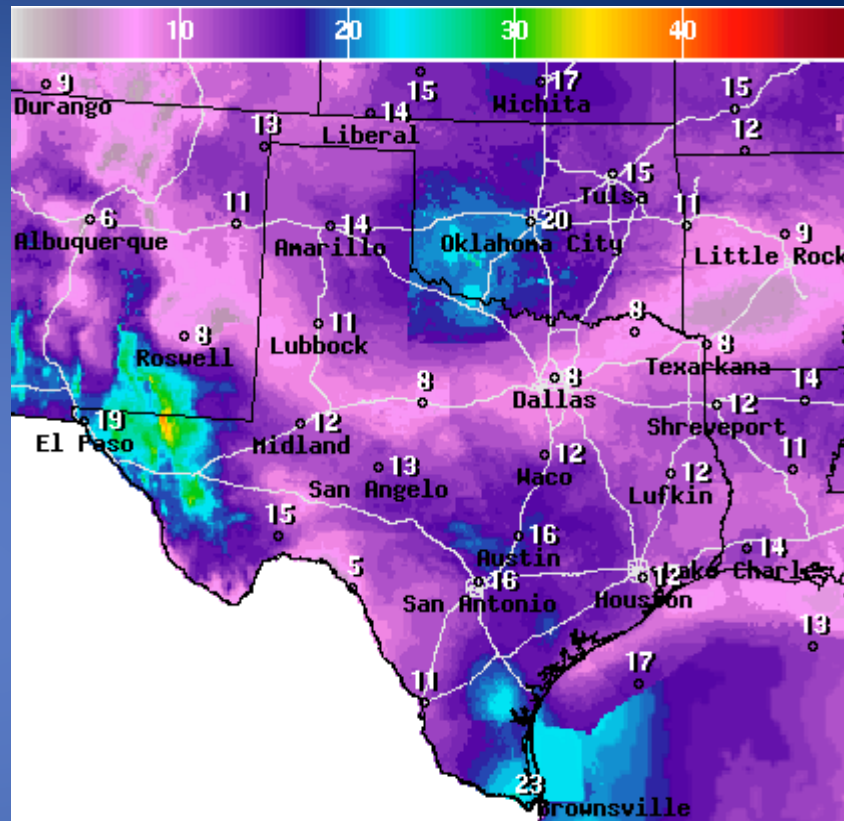 10 20 30 40
9 15 17 15
Durango Wichita
14
Liberal
13 12
15
Tulsa
6 11 14 20 11 9
Albuquerque Amarillo Oklahoma City Little Rock
8 11 8 8
Roswell Lubbock Texarkana
8 8
Dallas
19 12 12 14
El Paso Midland Shreveport
13 12 12 11
San Angelo Waco Lufkin
15 16 14
Austin
5 16 12 Lake Charles
San Antonio Houston
13
11 17
23
Brownsville